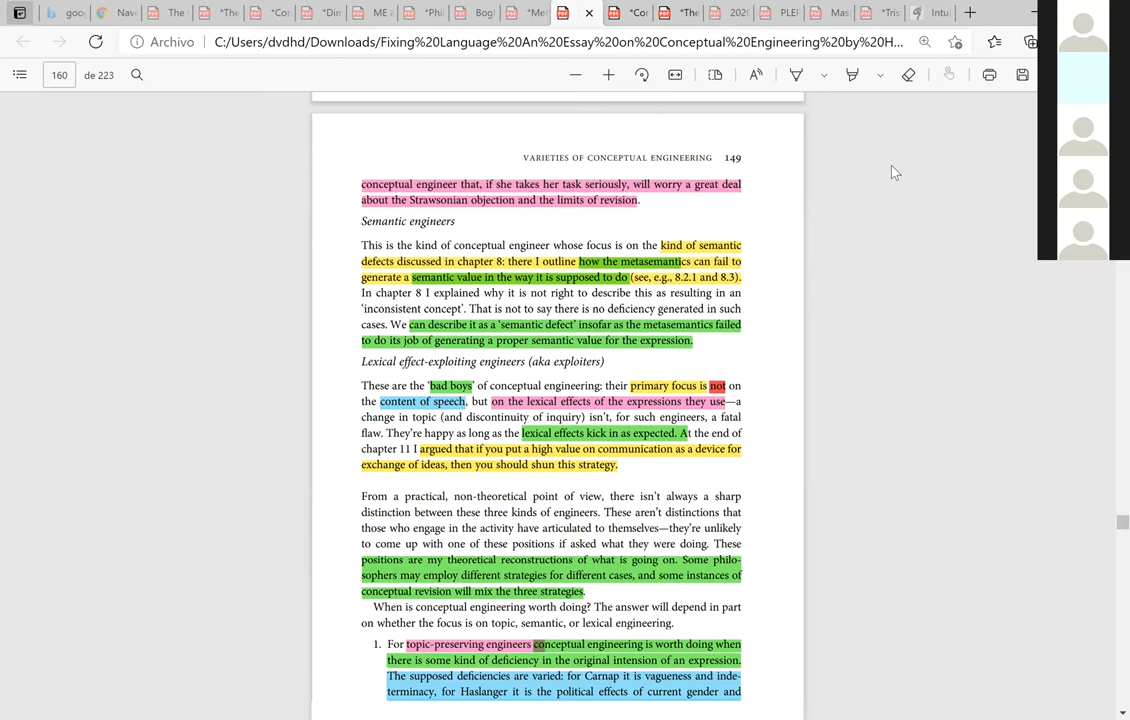 goo
Nav
The
*The
*Con
*Din
ME a
*Phil
Bogl
*Met
*Cor
*The
202(
PLEF
Mas
*Tris
Intu
Archivo
C:/Users/dvdhd/Downloads/Fixing%20Language%20An%20Essay%20on%20Conceptual%20Engineering%20by%20H...
160 de 223
VARIETIES OF CONCEPTUAL ENGINEERING 149
conceptual engineer that, if she takes her task seriously, will worry a great deal
about the Strawsonian objection and the limits of revision.
Semantic engineers
This is the kind of conceptual engineer whose focus is on the kind of semantic
defects discussed in chapter 8: there I outline how the metasemantics can fail to
generate a semantic value in the way it is supposed to do (see, e.g., 8.2.1 and 8.3).
In chapter 8 I explained why it is not right to describe this as resulting in an
‘inconsistent concept’. That is not to say there is no deficiency generated in such
cases. We can describe it as a ‘semantic defect’ insofar as the metasemantics failed
to do its job of generating a proper semantic value for the expression.
Lexical effect-exploiting engineers (aka exploiters)
These are the ‘bad boys’ of conceptual engineering: their primary focus is not on
the content of speech, but on the lexical effects of the expressions they use—a
change in topic (and discontinuity of inquiry) isn’t, for such engineers, a fatal
flaw. They’re happy as long as the lexical effects kick in as expected. At the end of
chapter 11 I argued that if you put a high value on communication as a device for
exchange of ideas, then you should shun this strategy.
From a practical, non-theoretical point of view, there isn’t always a sharp
distinction between these three kinds of engineers. These aren’t distinctions that
those who engage in the activity have articulated to themselves—they’re unlikely
to come up with one of these positions if asked what they were doing. These
positions are my theoretical reconstructions of what is going on. Some philo-
sophers may employ different strategies for different cases, and some instances of
conceptual revision will mix the three strategies.
When is conceptual engineering worth doing? The answer will depend in part
on whether the focus is on topic, semantic, or lexical engineering.
1. For topic-preserving engineers conceptual engineering is worth doing when
there is some kind of deficiency in the original intension of an expression.
The supposed deficiencies are varied: for Carnap it is vagueness and inde-
terminacy, for Haslanger it is the political effects of current gender and